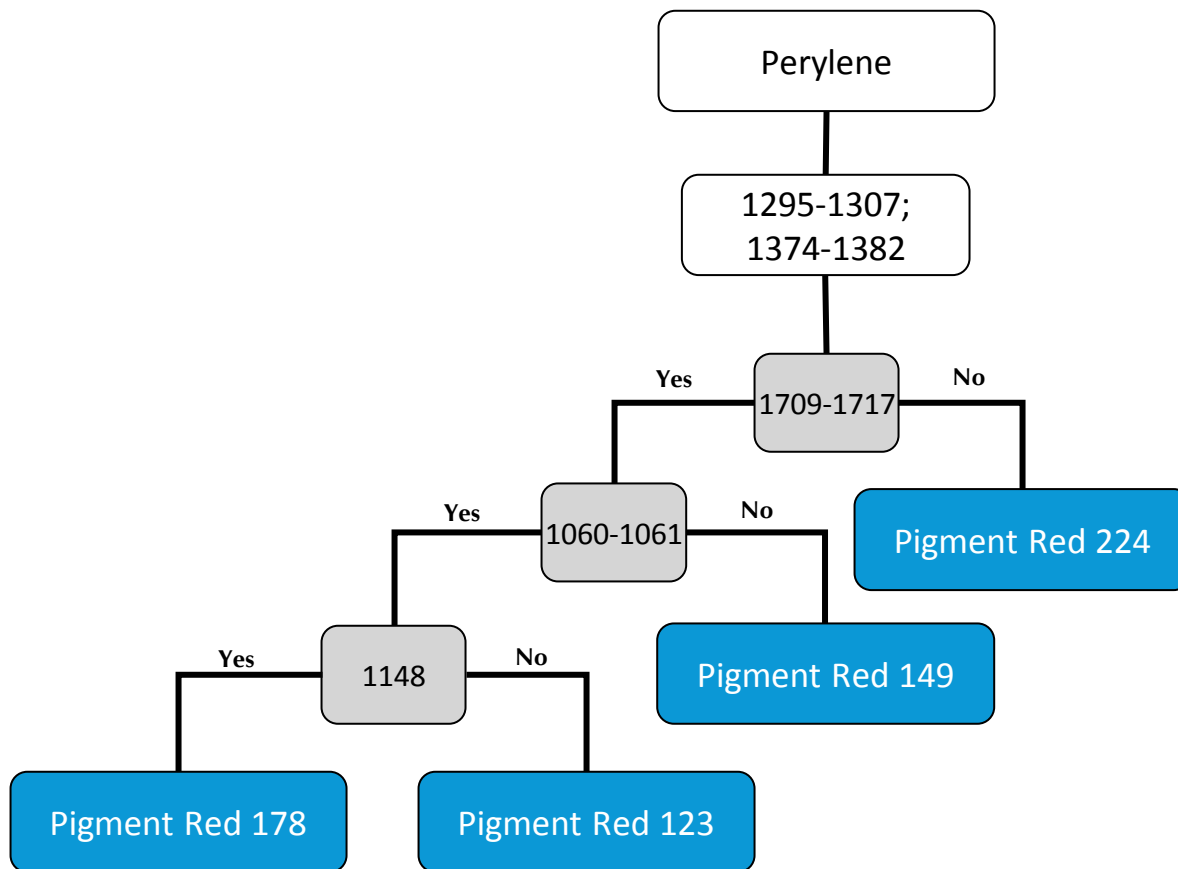 Perylene
1295-1307;
1374-1382
Yes
No
1709-1717
Yes
No
1060-1061
Pigment Red 224
Yes
No
1148
Pigment Red 149
Pigment Red 178
Pigment Red 123